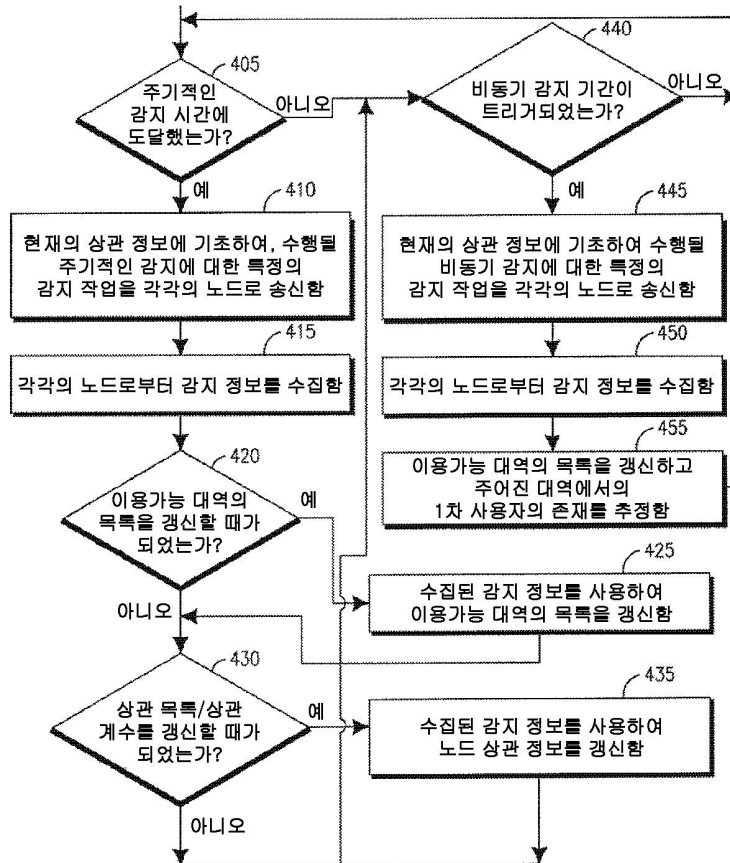 405
주기적인
감지 시간에
도달했는가?
아니오
예
410
현재의 상관 정보에 기초하여, 수행될
주기적인 감지에 대한 특정의
감지 작업을 각각의 노드로 송신함
415
각각의 노드로부터 감지 정보를 수집함
420
이용가능 대역의
목록을 갱신할 때가
되었는가?
예
아니오
425
수집된 감지 정보를 사용하여
이용가능 대역의 목록을 갱신함
430
상관 목록/상관
계수를 갱신할 때가
되었는가?
예
아니오
435
수집된 감지 정보를 사용하여
노드 상관 정보를 갱신함
440
비동기 감지 기간이
트리거되었는가?
아니오
예
445
현재의 상관 정보에 기초하여 수행될
비동기 감지에 대한 특정의
감지 작업을 각각의 노드로 송신함
450
각각의 노드로부터 감지 정보를 수집함
455
이용가능 대역의 목록을 갱신하고
주어진 대역에서의
1차 사용자의 존재를 추정함